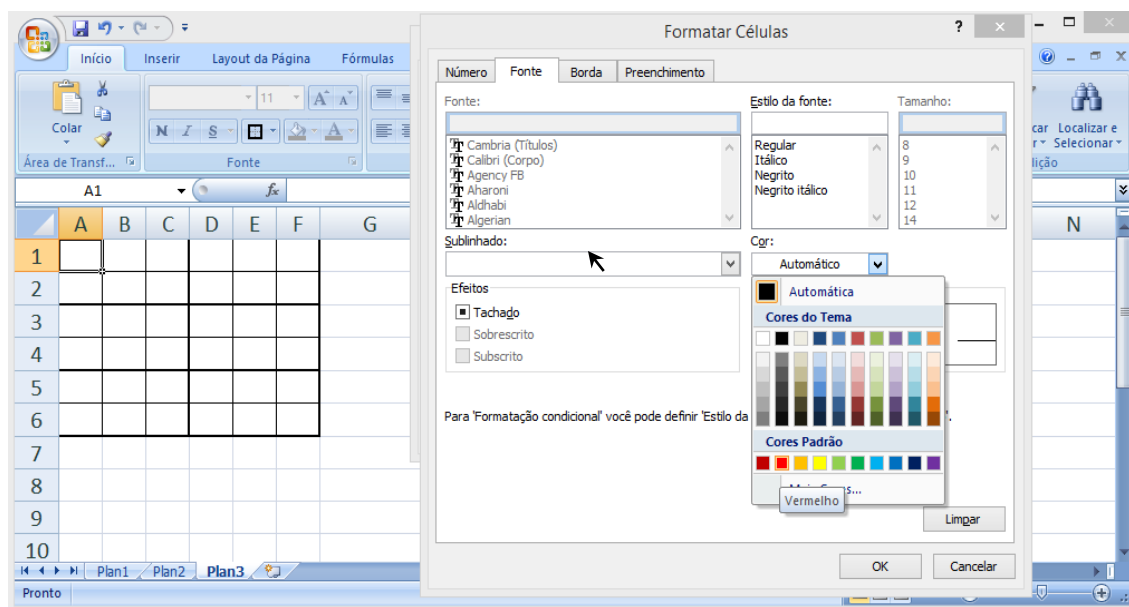 Formatar Células
?
Início Inserir Layout da Página Fórmulas
Número Fonte Borda Preenchimento
Fonte: Estilo da fonte: Tamanho:
11 A A
Cambria (Títulos) Regular 8
Colar
Calibri (Corpo) Itálico 9
N I S A
Localizar e
Agency FB Negrito 10
Selecionar
Aharoni Negrito itálico 11
Área de Transf... Fonte
Aldhabi 12
Algerian 14
A1 fx
Sublinhado: Cor:
A B C D E F G N
Automático
1
Efeitos
2
Automática
Tachado
Cores do Tema
3
Sobrescrito
4
Subscrito
5
6
Para 'Formatação condicional' você pode definir 'Estilo da
7
Cores Padrão
8
Vermelho
9
Limpar
10
OK Cancelar
Plan1 Plan2 Plan3
Pronto